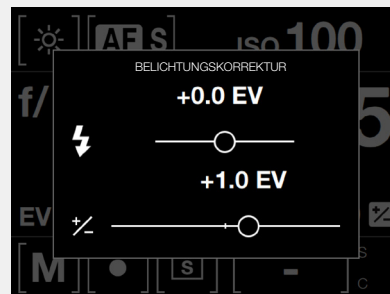 AF S ISO 100
BELICHTUNGSKORREKTUR
+0.0 EV
f/ 5
+1.0 EV
EV
+/-
M S - S
C